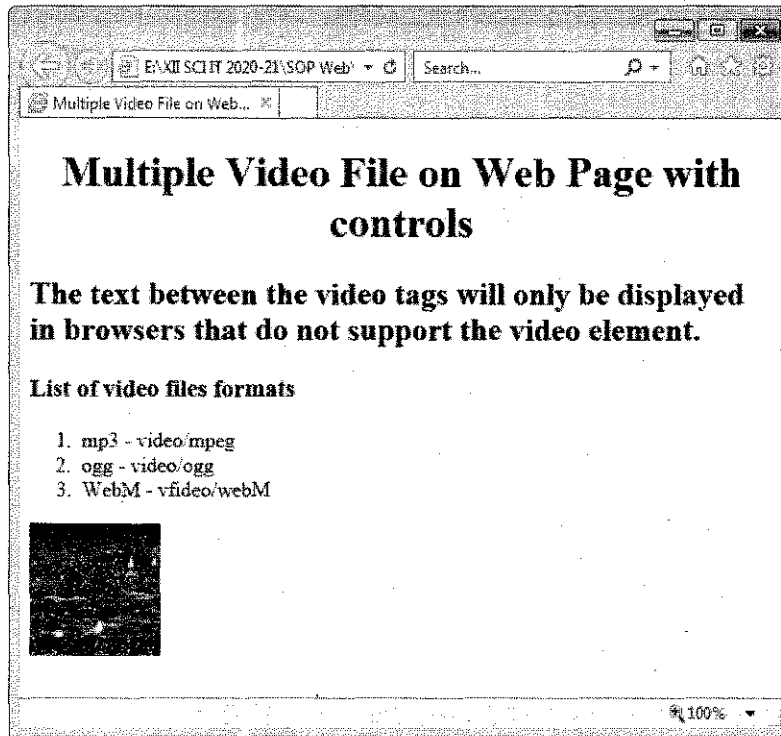 E:\XII SCI IT 2020-21\SOP Web\
Search...
Multiple Video File on Web...
Multiple Video File on Web Page with
controls
The text between the video tags will only be displayed
in browsers that do not support the video element.
List of video files formats
1. mp3 - video/mpeg
2. ogg - video/ogg
3. WebM - vfideo/webM
100%